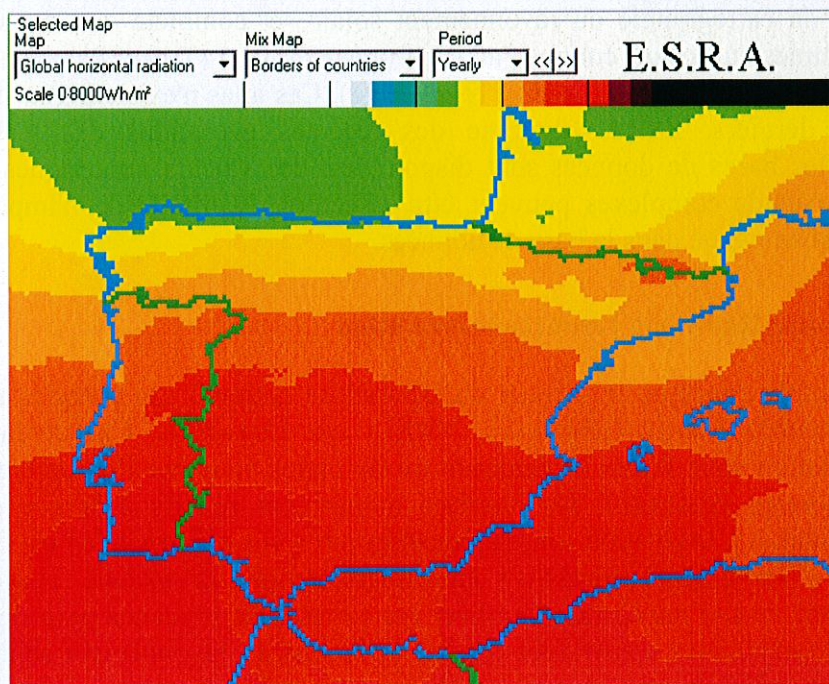 Selected Map
Map Mix Map Period
Global horizontal radiation Borders of countries Yearly << >> E.S.R.A.
Scale 0-8000Wh/m²